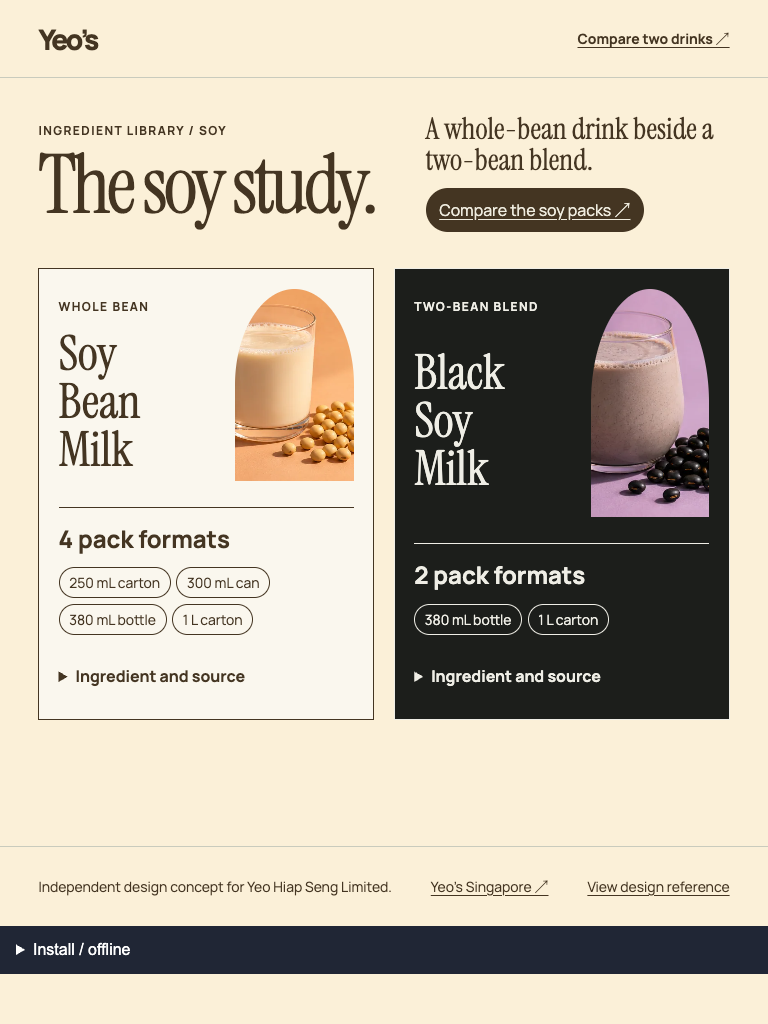 Yeo's
Compare two drinks ↗
INGREDIENT LIBRARY / SOY
The soy study.
A whole-bean drink beside a
two-bean blend.
Compare the soy packs ↗
WHOLE BEAN
Soy
Bean
Milk
4 pack formats
250 mL carton
300 mL can
380 mL bottle
1 L carton
▶ Ingredient and source
TWO-BEAN BLEND
Black
Soy
Milk
2 pack formats
380 mL bottle
1 L carton
▶ Ingredient and source
Independent design concept for Yeo Hiap Seng Limited.
Yeo's Singapore ↗
View design reference
▶ Install / offline